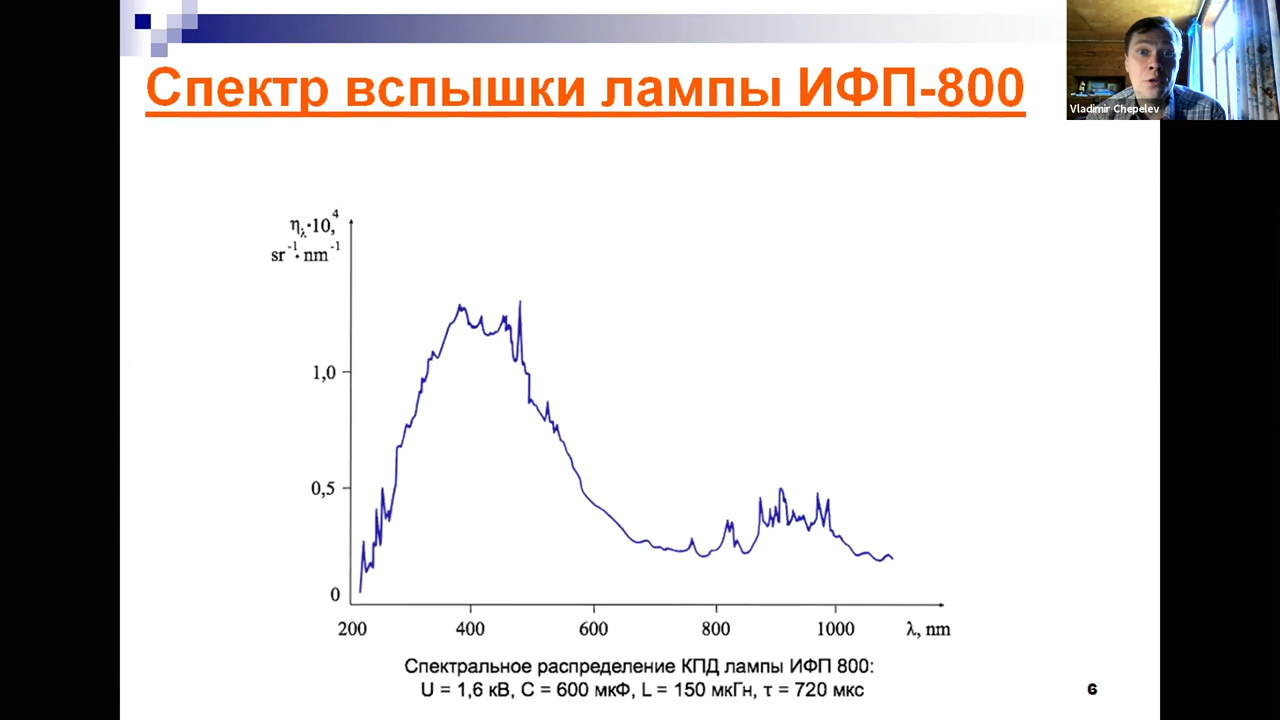 Спектр вспышки лампы ИФП-800
Vladimir Chepelev
η_λ·10,⁴
sr⁻¹·nm⁻¹
1,0
0,5
0
200 400 600 800 1000 λ, nm
Спектральное распределение КПД лампы ИФП 800:
U = 1,6 кВ, C = 600 мкФ, L = 150 мкГн, τ = 720 мкс
6